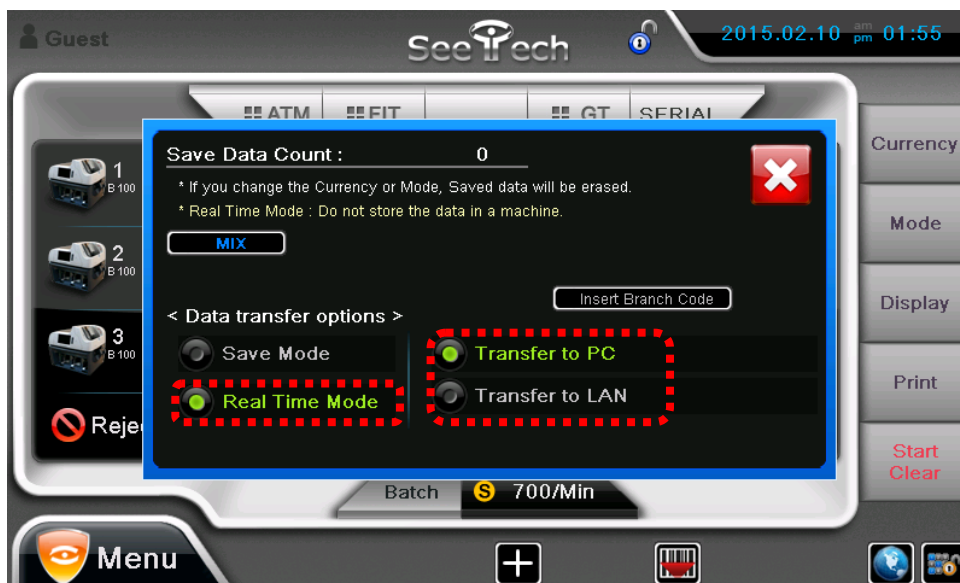 Guest
SeeTech
2015.02.10 am pm 01:55
ATM FIT GT SERIAL
Save Data Count : 0
* If you change the Currency or Mode, Saved data will be erased.
* Real Time Mode : Do not store the data in a machine.
MIX
Insert Branch Code
< Data transfer options >
Save Mode
Real Time Mode
Transfer to PC
Transfer to LAN
1
B 100
2
B 100
3
B 100
Reje
Currency
Mode
Display
Print
Start
Clear
Batch S 700/Min
Menu